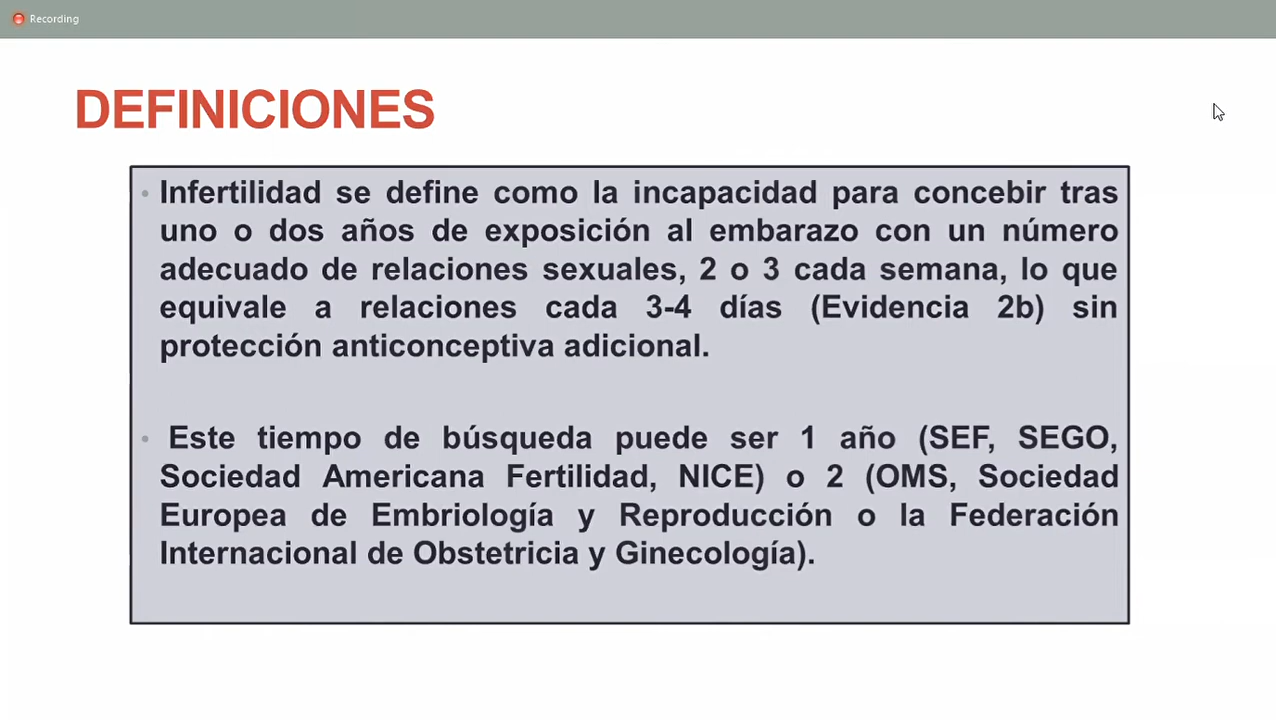 Recording
DEFINICIONES
• Infertilidad se define como la incapacidad para concebir tras
uno o dos años de exposición al embarazo con un número
adecuado de relaciones sexuales, 2 o 3 cada semana, lo que
equivale a relaciones cada 3-4 días (Evidencia 2b) sin
protección anticonceptiva adicional.
• Este tiempo de búsqueda puede ser 1 año (SEF, SEGO,
Sociedad Americana Fertilidad, NICE) o 2 (OMS, Sociedad
Europea de Embriología y Reproducción o la Federación
Internacional de Obstetricia y Ginecología).